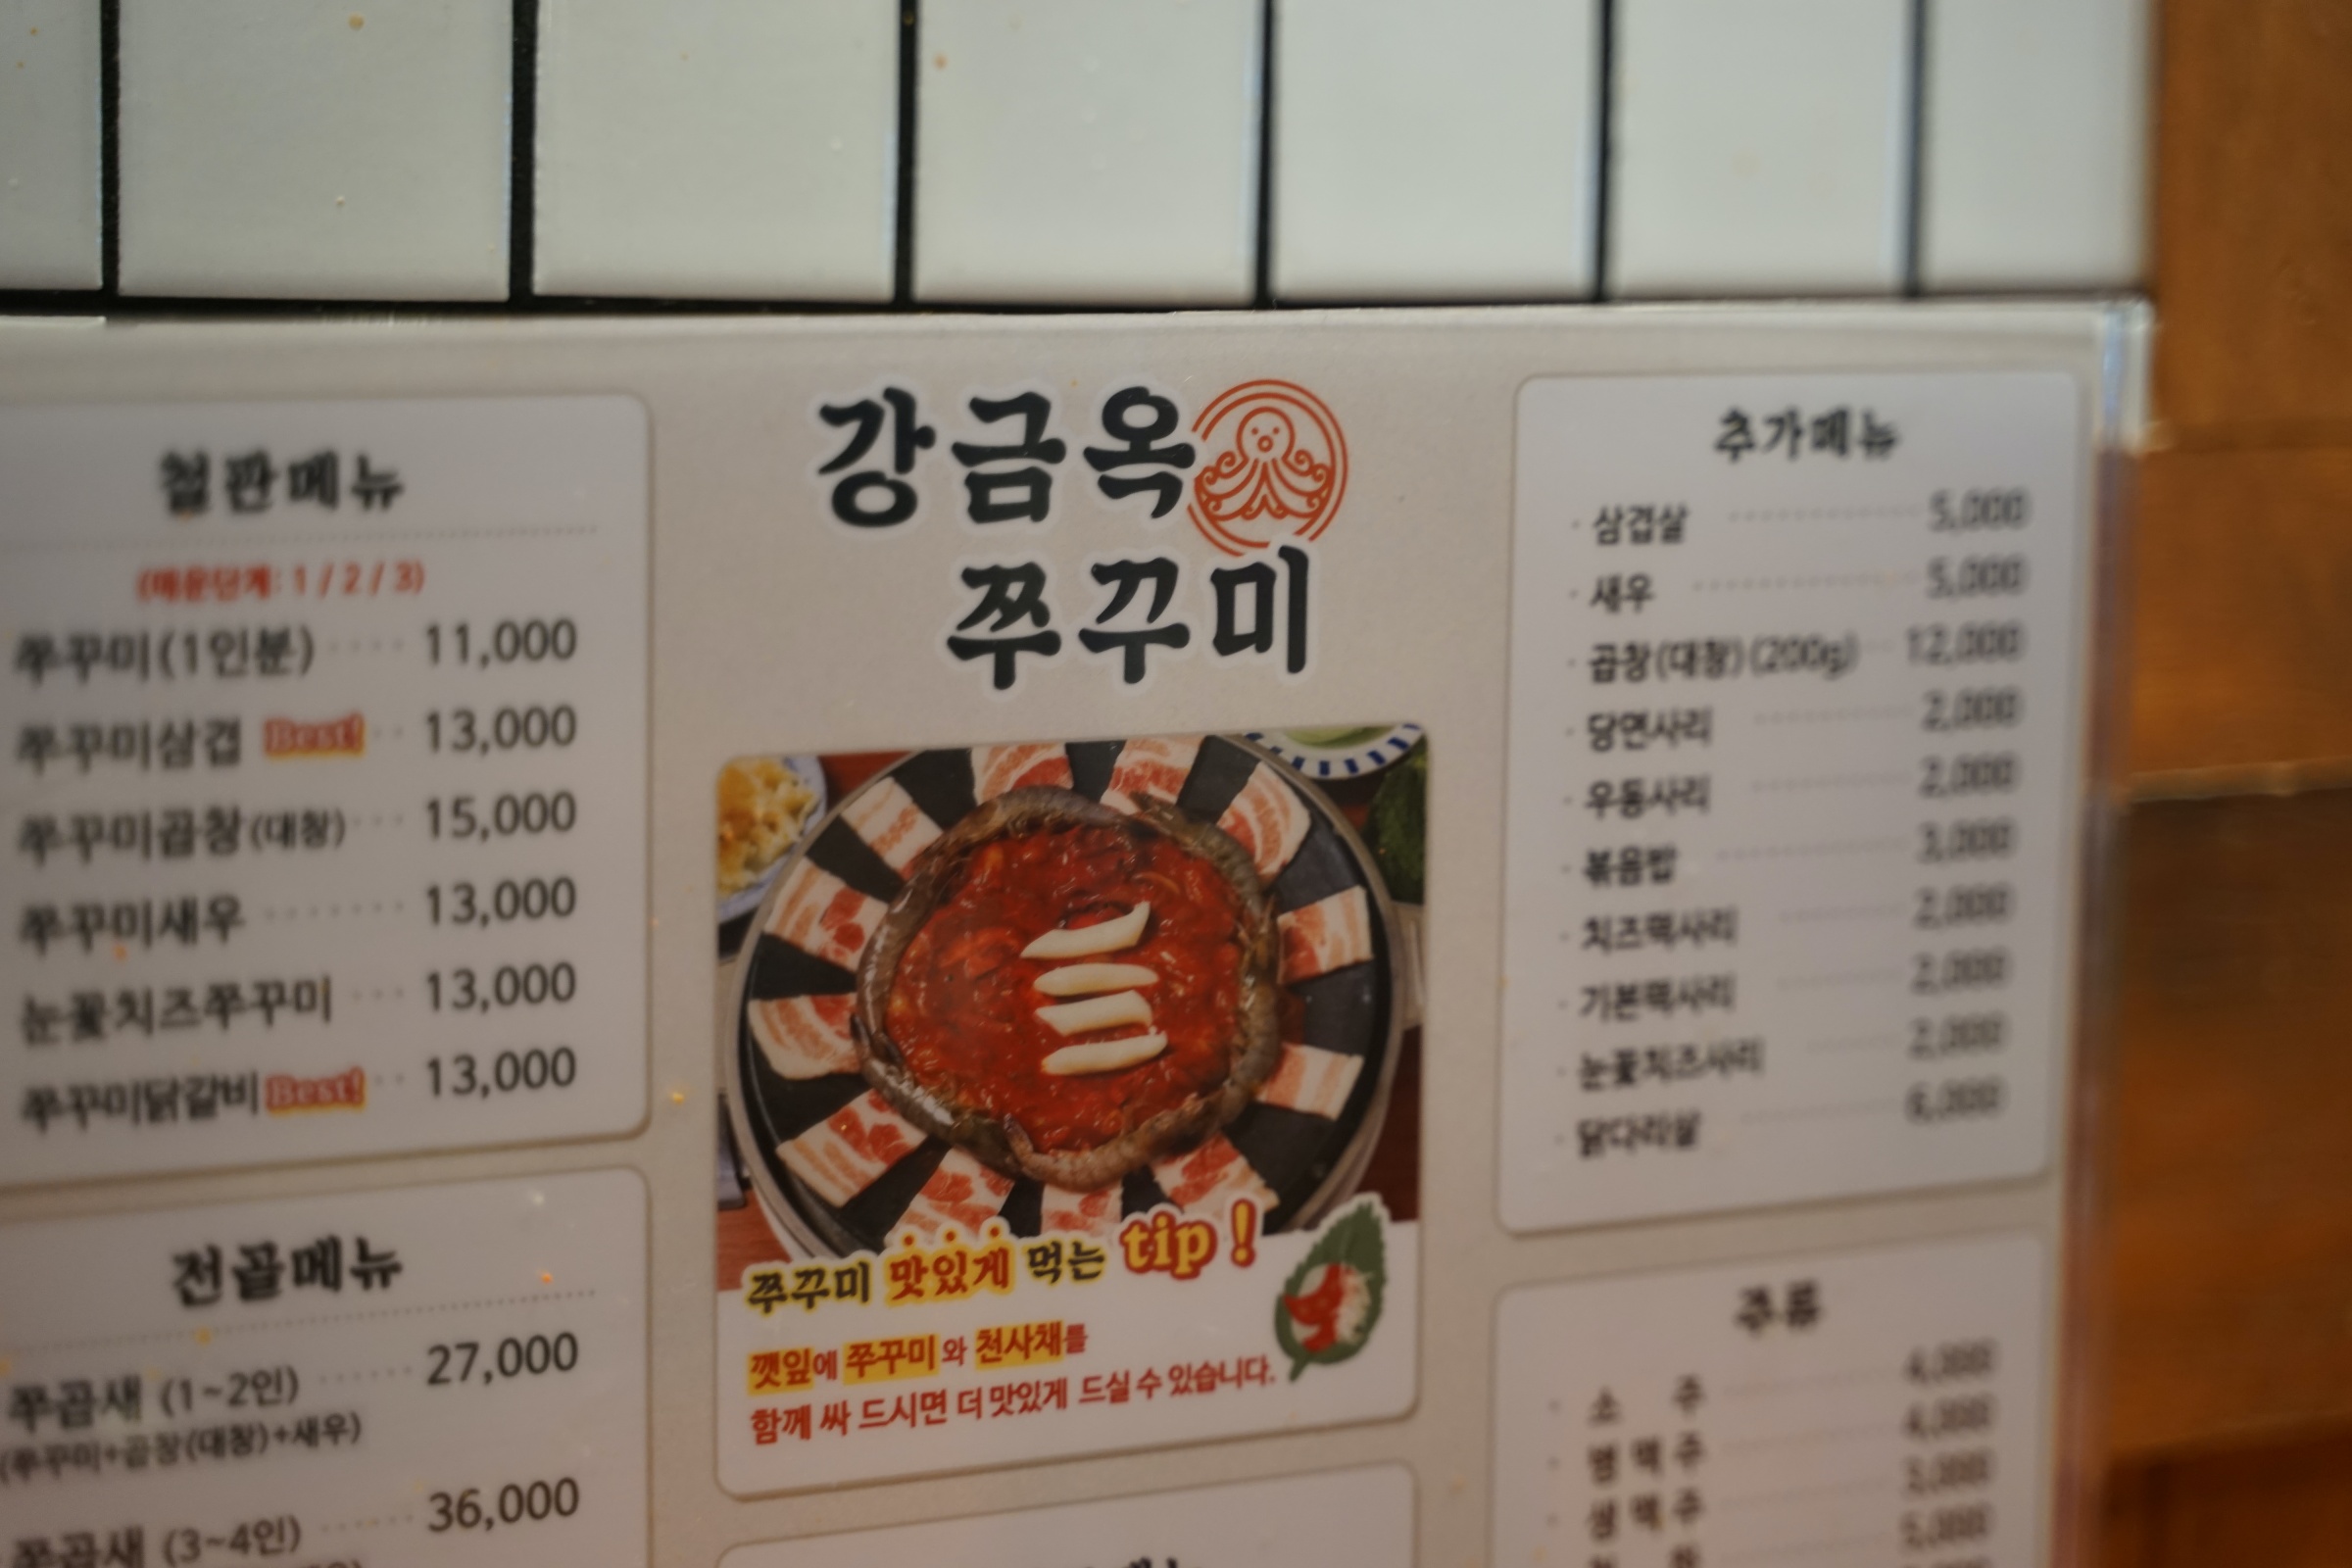 철판메뉴
(매운단계: 1 / 2 / 3)
쭈꾸미(1인분) ···· 11,000
쭈꾸미삼겹 Best! ·· 13,000
쭈꾸미곱창(대창) ··· 15,000
쭈꾸미새우 ······· 13,000
눈꽃치즈쭈꾸미 ··· 13,000
쭈꾸미닭갈비 Best! ·· 13,000
전골메뉴
쭈곱새 (1~2인) ······ 27,000
(쭈꾸미+곱창(대창)+새우)
쭈곱새 (3~4인) ······ 36,000
강금옥
쭈꾸미
쭈꾸미 맛있게 먹는 tip !
깻잎에 쭈꾸미와 천사채를
함께 싸 드시면 더 맛있게 드실 수 있습니다.
추가메뉴
· 삼겹살 5,000
· 새우 5,000
· 곱창(대창)(200g) 12,000
· 당면사리 2,000
· 우동사리 2,000
· 볶음밥 3,000
· 치즈떡사리 2,000
· 기본떡사리 2,000
· 눈꽃치즈사리 2,000
· 닭다리살 6,000
주류
· 소 주 4,000
· 병 맥 주 4,000
· 생 맥 주 3,000
5,000